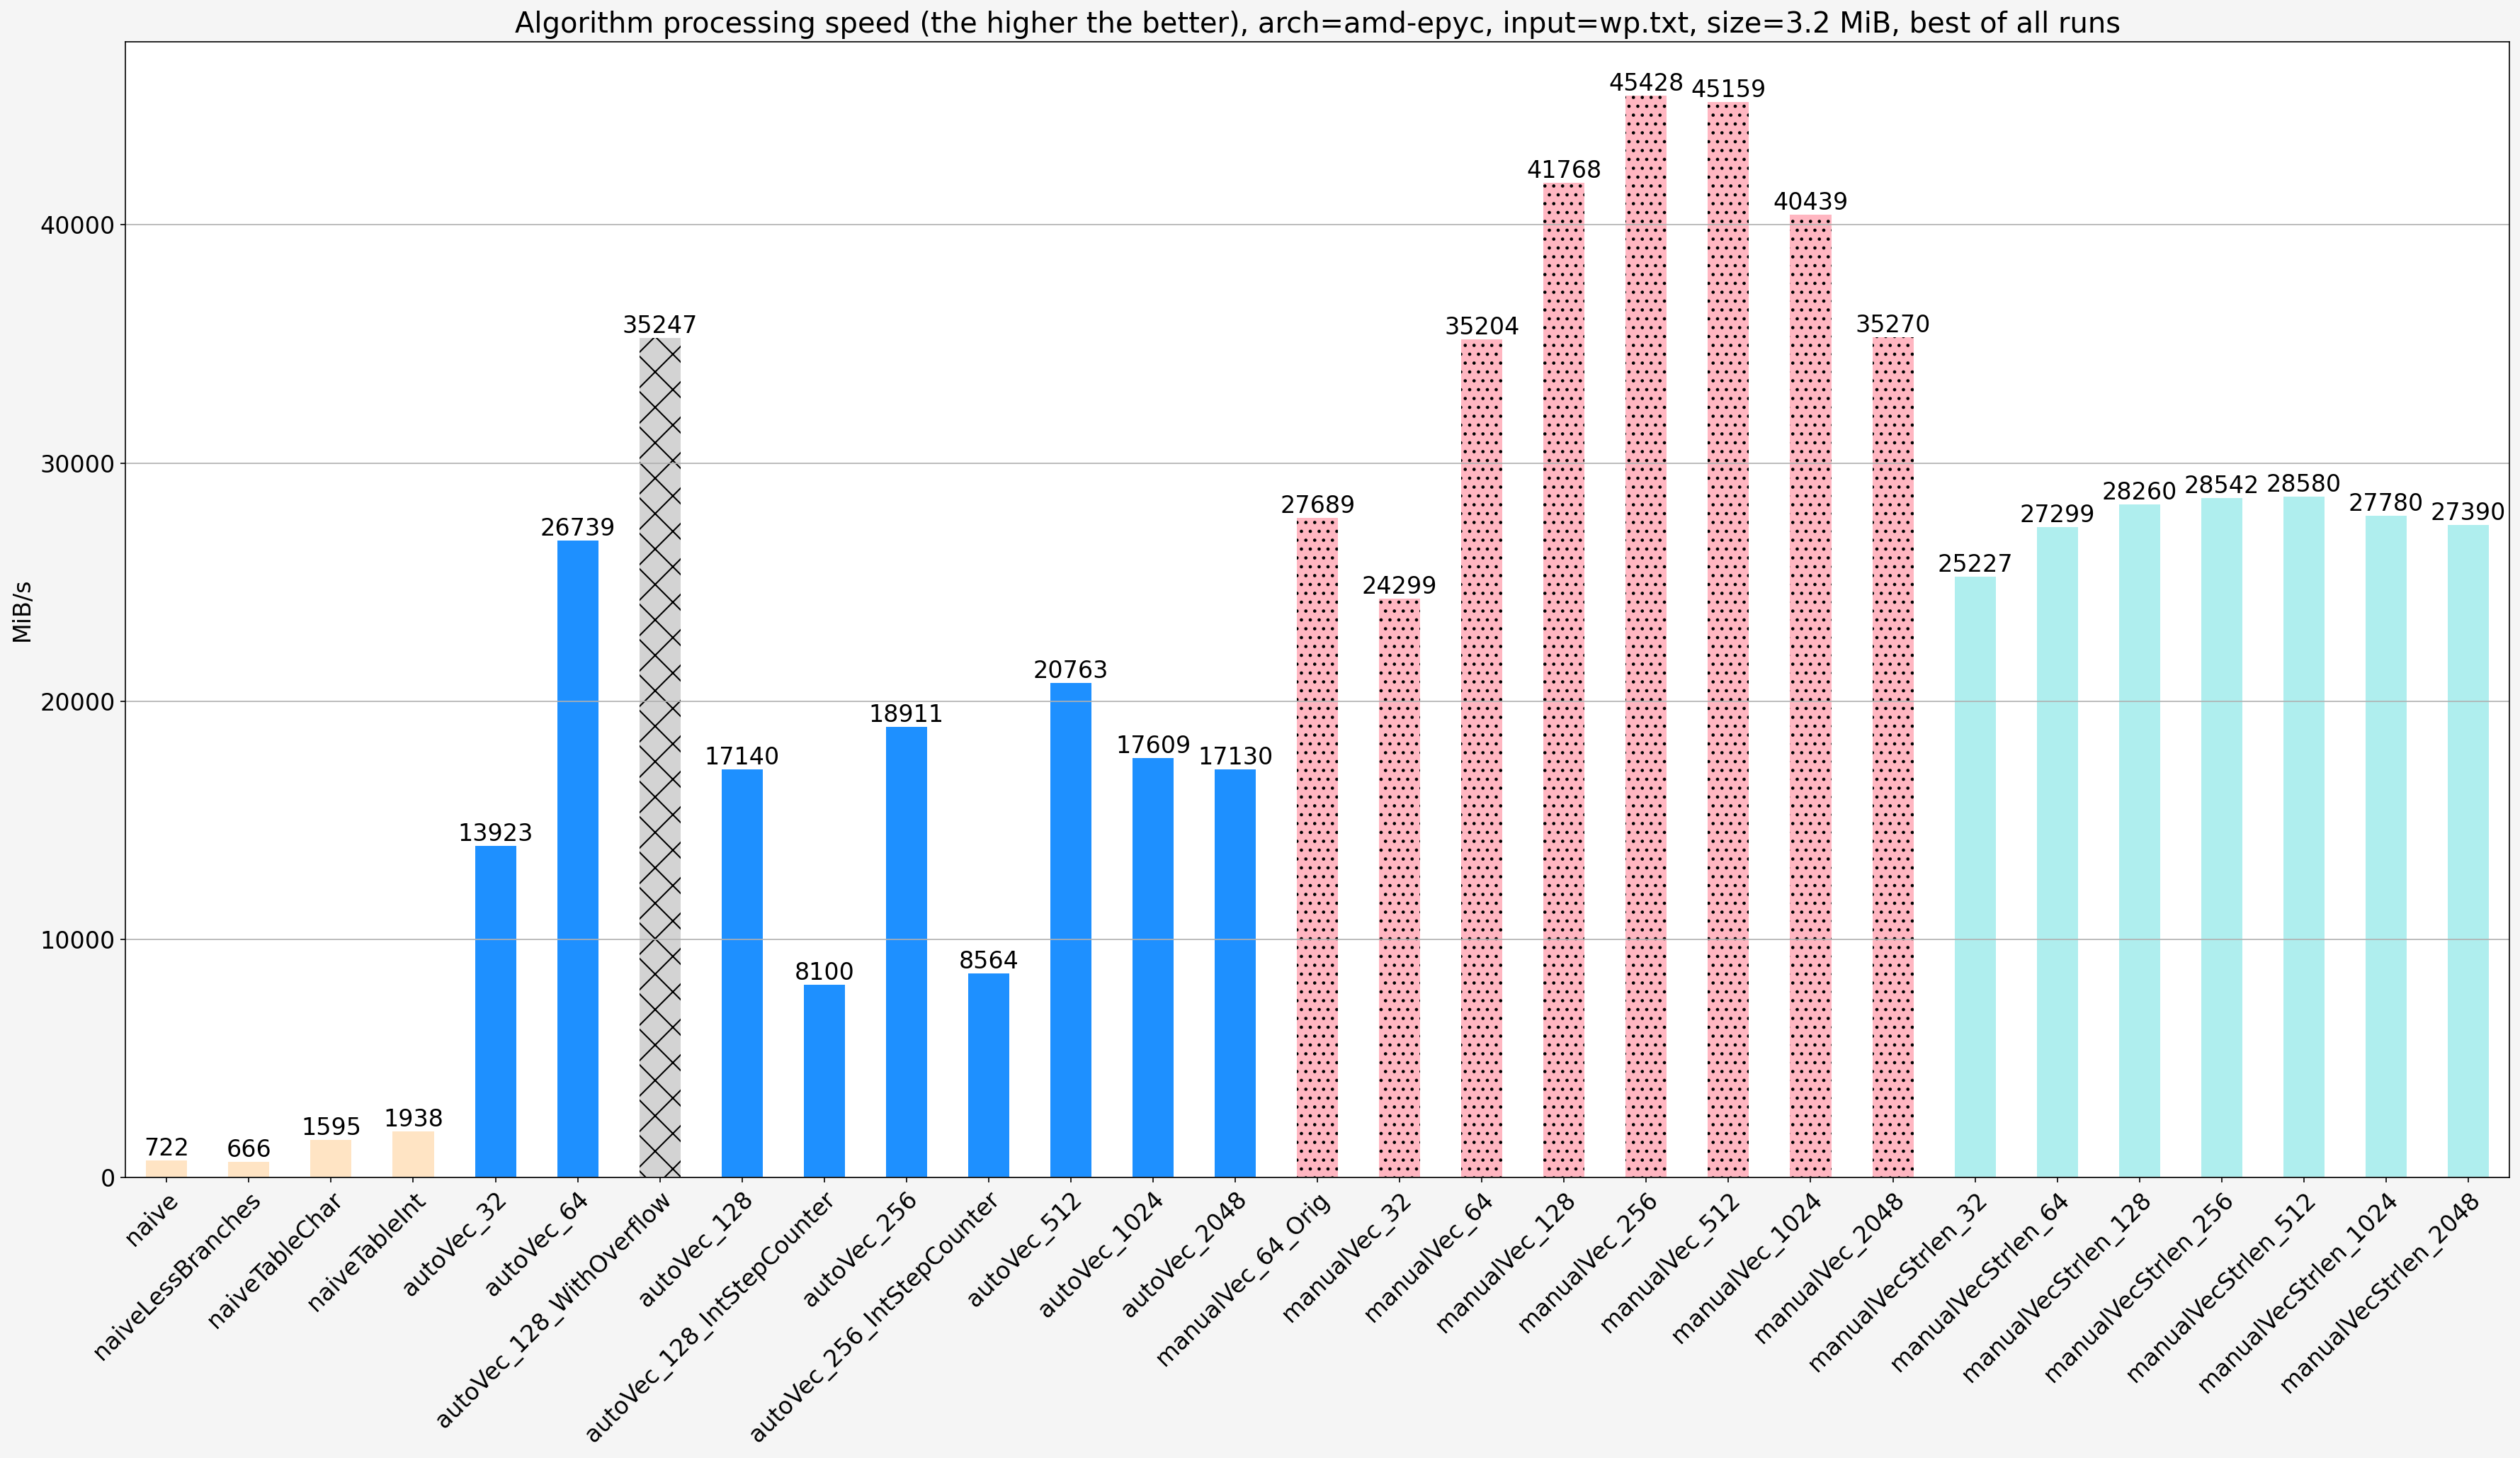 Algorithm processing speed (the higher the better), arch=amd-epyc, input=wp.txt, size=3.2 MiB, best of all runs
MiB/s
40000
30000
20000
10000
0
722
666
1595
1938
13923
26739
35247
17140
8100
18911
8564
20763
17609
17130
27689
24299
35204
41768
45428
45159
40439
35270
25227
27299
28260
28542
28580
27780
27390
naive
naiveLessBranches
naiveTableChar
naiveTableInt
autoVec_32
autoVec_64
autoVec_128_WithOverflow
autoVec_128
autoVec_128_IntStepCounter
autoVec_256
autoVec_256_IntStepCounter
autoVec_512
autoVec_1024
autoVec_2048
manualVec_64_Orig
manualVec_32
manualVec_64
manualVec_128
manualVec_256
manualVec_512
manualVec_1024
manualVec_2048
manualVecStrlen_32
manualVecStrlen_64
manualVecStrlen_128
manualVecStrlen_256
manualVecStrlen_512
manualVecStrlen_1024
manualVecStrlen_2048